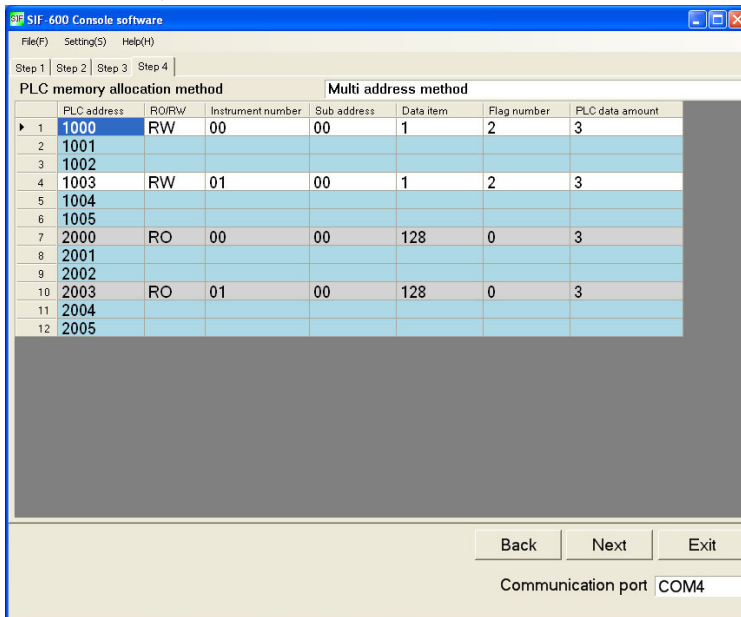 SIF SIF-600 Console software
File(F) Setting(S) Help(H)
Step 1 Step 2 Step 3 Step 4
PLC memory allocation method Multi address method
PLC address RO/RW Instrument number Sub address Data item Flag number PLC data amount
1 1000 RW 00 00 1 2 3
2 1001
3 1002
4 1003 RW 01 00 1 2 3
5 1004
6 1005
7 2000 RO 00 00 128 0 3
8 2001
9 2002
10 2003 RO 01 00 128 0 3
11 2004
12 2005
Back Next Exit
Communication port COM4